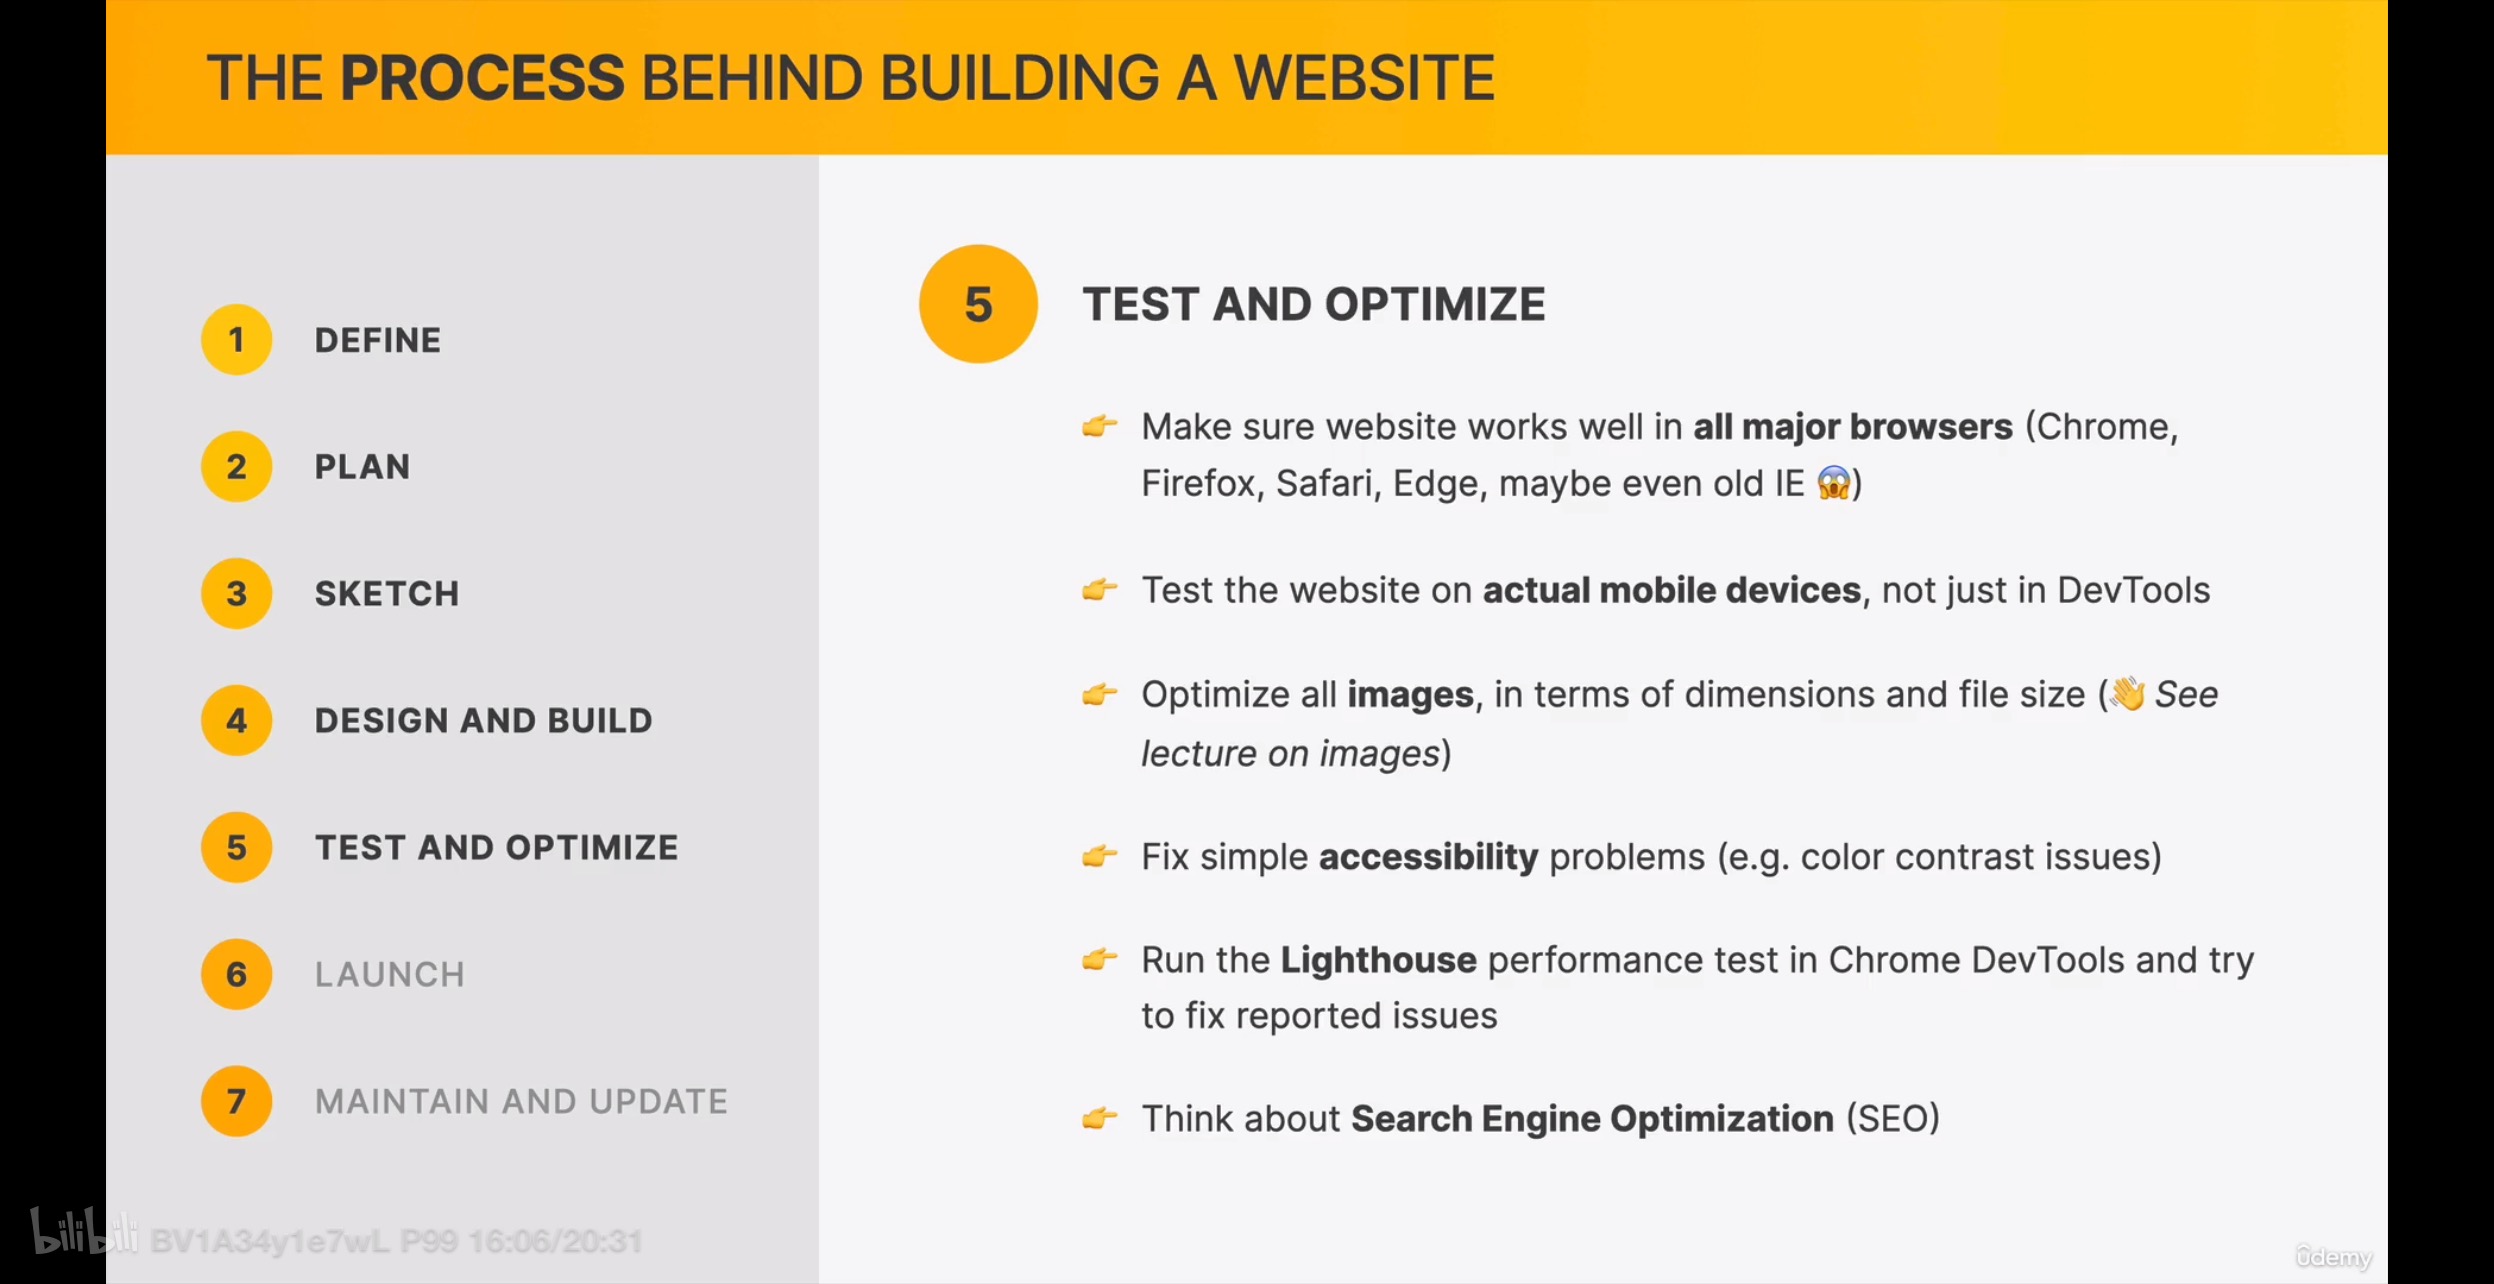 THE PROCESS BEHIND BUILDING A WEBSITE
1 DEFINE
2 PLAN
3 SKETCH
4 DESIGN AND BUILD
5 TEST AND OPTIMIZE
6 LAUNCH
7 MAINTAIN AND UPDATE
5 TEST AND OPTIMIZE
👉 Make sure website works well in all major browsers (Chrome,
Firefox, Safari, Edge, maybe even old IE 😱)
👉 Test the website on actual mobile devices, not just in DevTools
👉 Optimize all images, in terms of dimensions and file size (👋 See
lecture on images)
👉 Fix simple accessibility problems (e.g. color contrast issues)
👉 Run the Lighthouse performance test in Chrome DevTools and try
to fix reported issues
👉 Think about Search Engine Optimization (SEO)
bilibili BV1A34y1e7wL P99 16:06/20:31
ûdemy